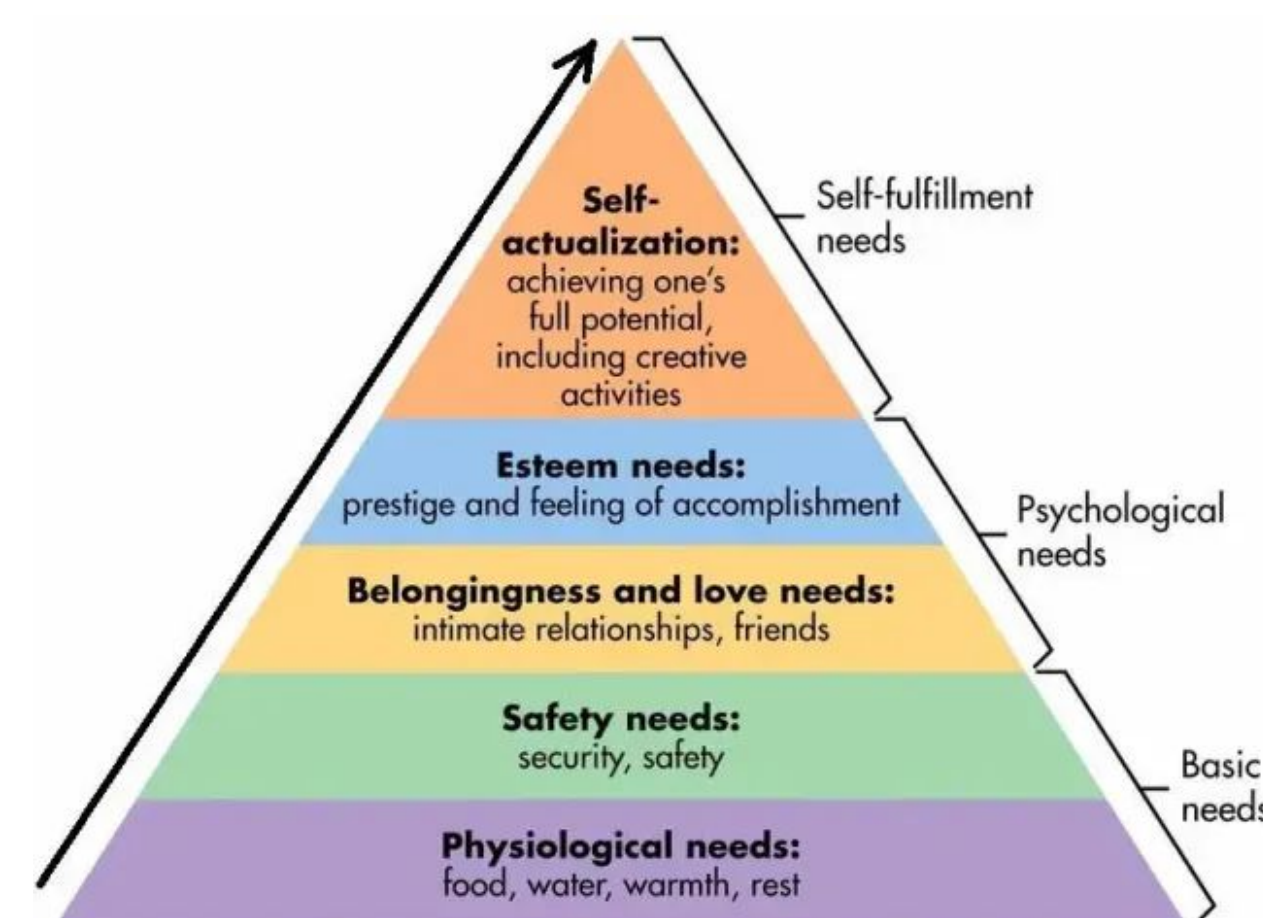 Self-
actualization:
achieving one's
full potential,
including creative
activities
Self-fulfillment
needs
Esteem needs:
prestige and feeling of accomplishment
Psychological
needs
Belongingness and love needs:
intimate relationships, friends
Safety needs:
security, safety
Basic
needs
Physiological needs:
food, water, warmth, rest